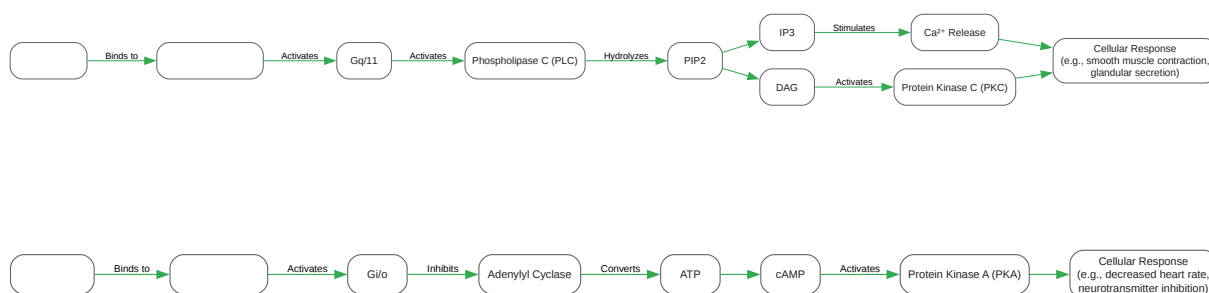 Binds to
Activates
Gq/11
Activates
Phospholipase C (PLC)
Hydrolyzes
PIP2
IP3
Stimulates
Ca²⁺ Release
DAG
Activates
Protein Kinase C (PKC)
Cellular Response
(e.g., smooth muscle contraction,
glandular secretion)
Binds to
Activates
Gi/o
Inhibits
Adenylyl Cyclase
Converts
ATP
cAMP
Activates
Protein Kinase A (PKA)
Cellular Response
(e.g., decreased heart rate,
neurotransmitter inhibition)